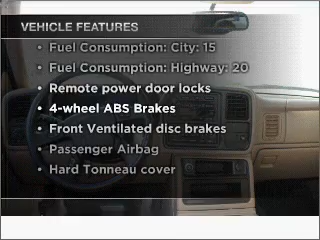 VEHICLE FEATURES
• Fuel Consumption: City: 15
• Fuel Consumption: Highway: 20
• Remote power door locks
• 4-wheel ABS Brakes
• Front Ventilated disc brakes
• Passenger Airbag
• Hard Tonneau cover